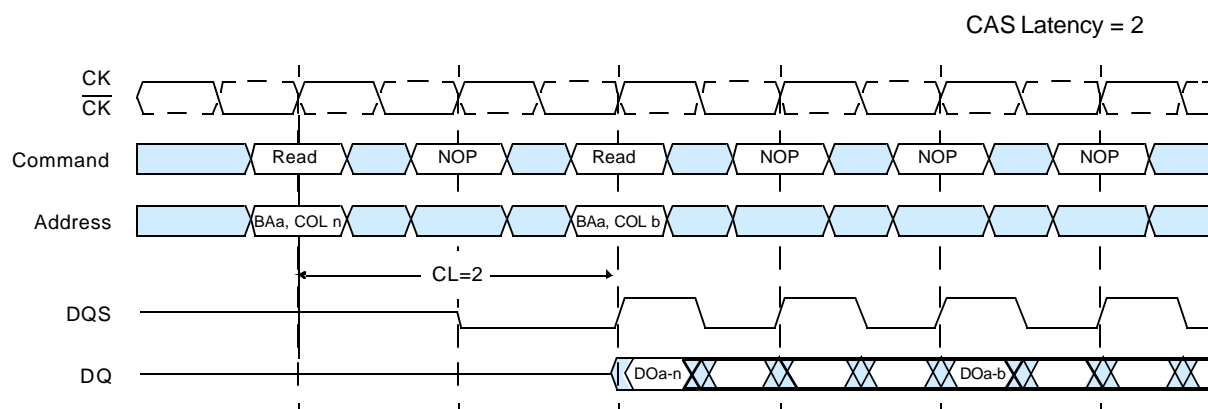 CAS Latency = 2
CK
CK
Command Read NOP Read NOP NOP NOP
Address BAa, COL n BAa, COL b
CL=2
DQS
DQ DOa-n DOa-b